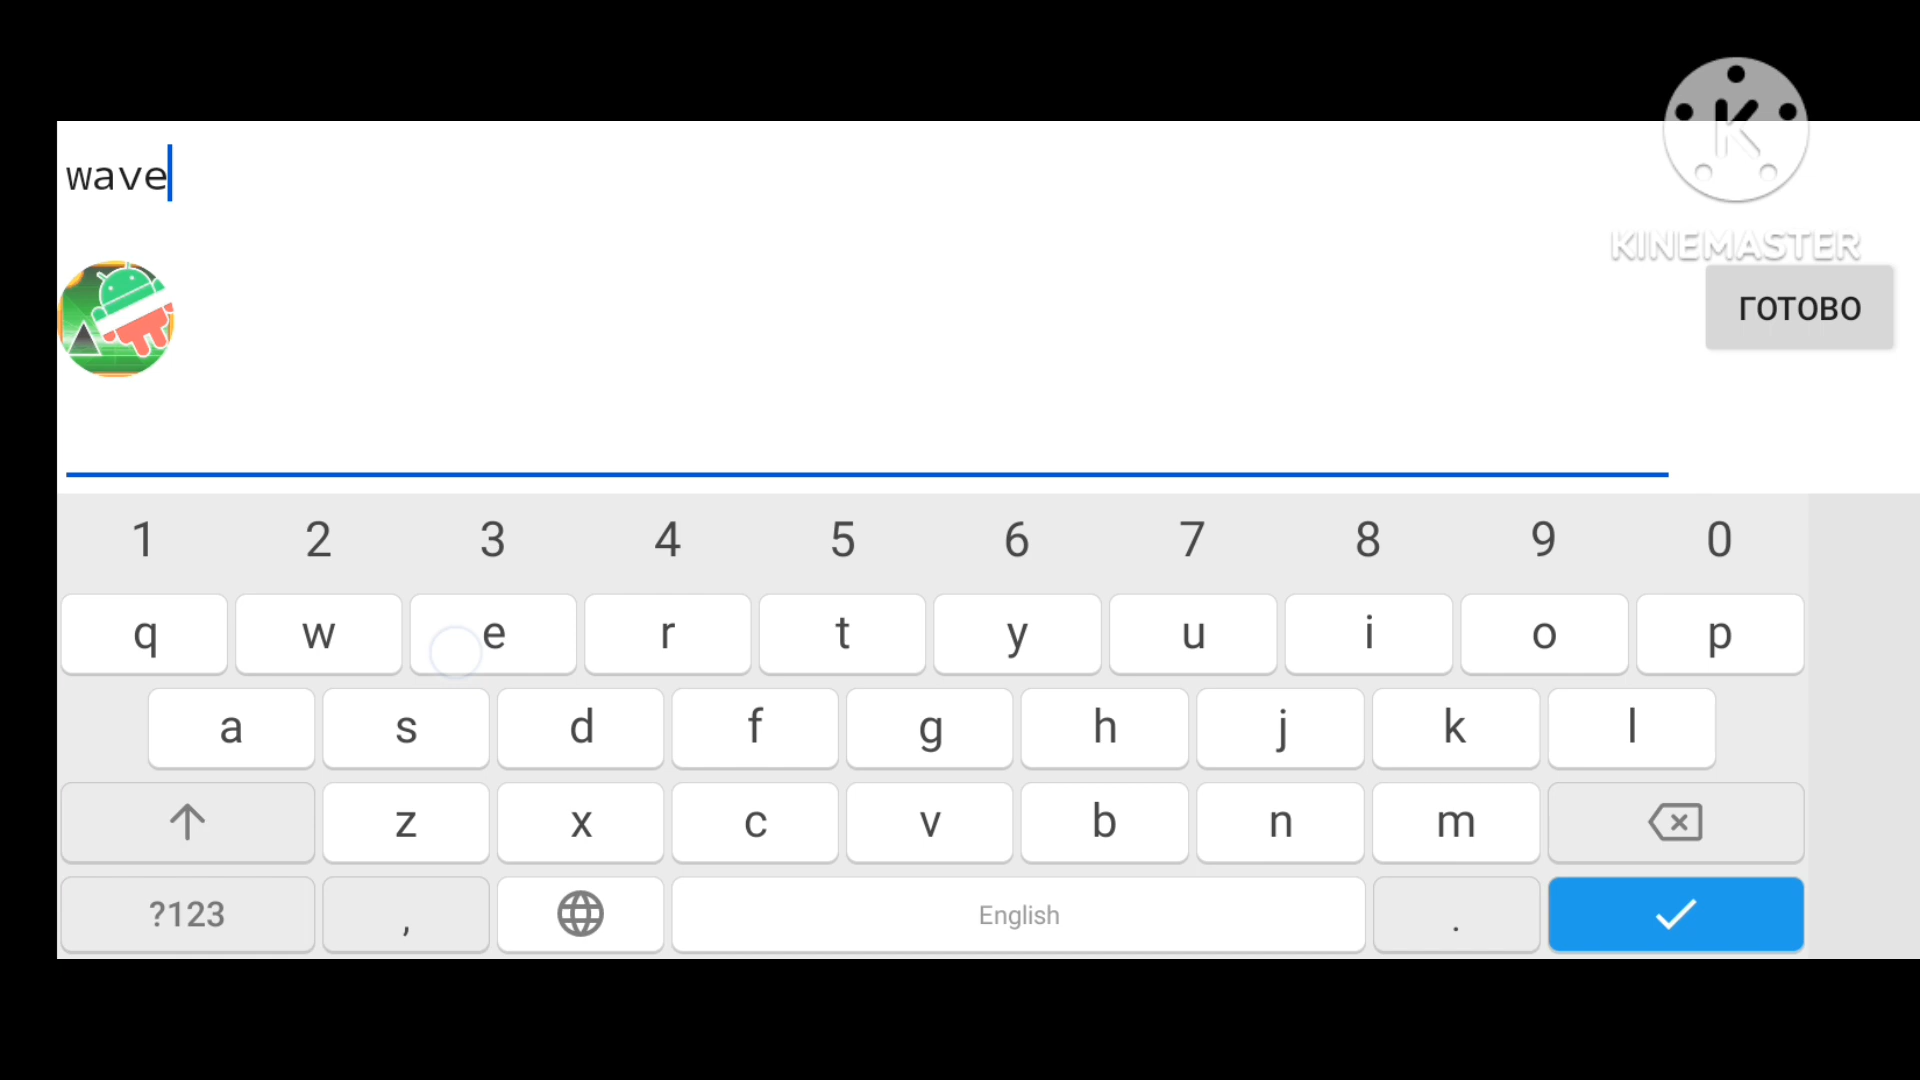 wave
K
KINEMASTER
ГОТОВО
1 2 3 4 5 6 7 8 9 0
q w e r t y u i o p
a s d f g h j k l
z x c v b n m
?123 , English .